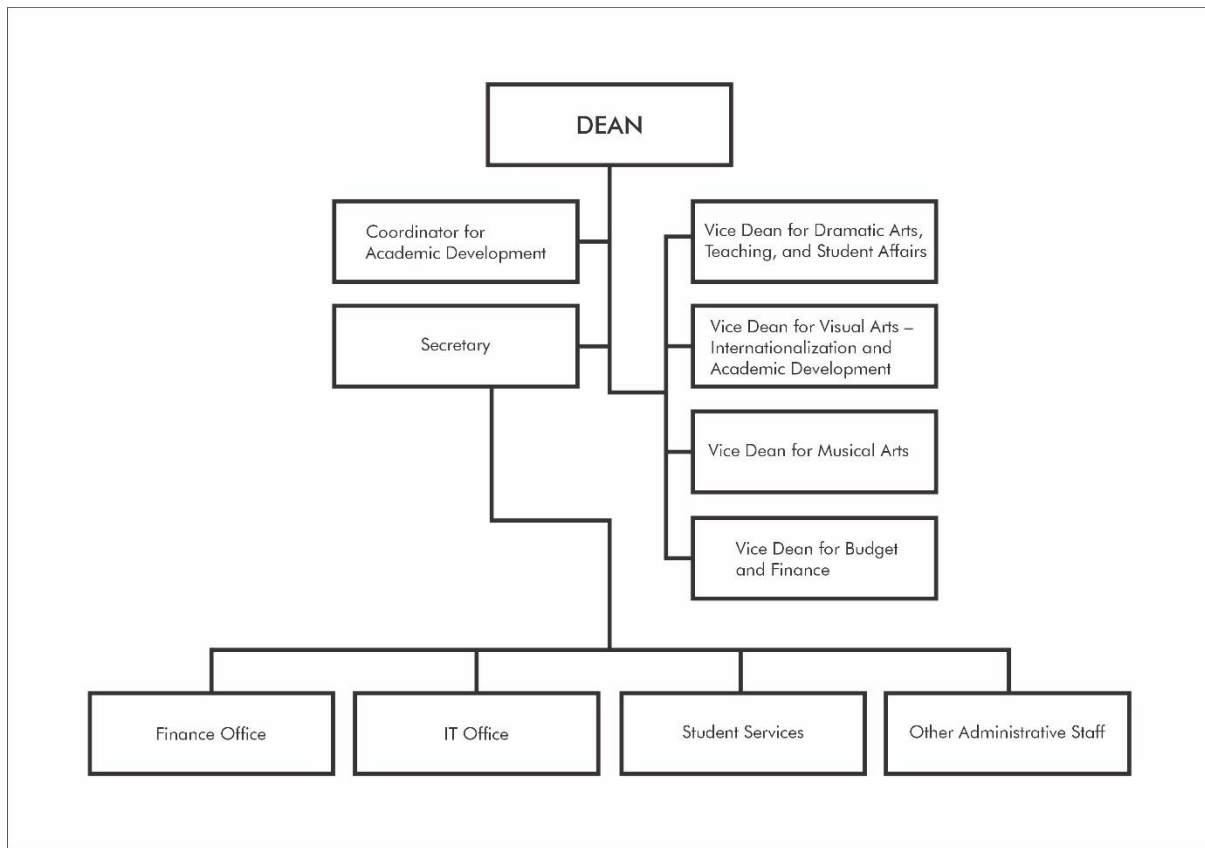 DEAN
Coordinator for
Academic Development
Secretary
Vice Dean for Dramatic Arts,
Teaching, and Student Affairs
Vice Dean for Visual Arts –
Internationalization and
Academic Development
Vice Dean for Musical Arts
Vice Dean for Budget
and Finance
Finance Office
IT Office
Student Services
Other Administrative Staff